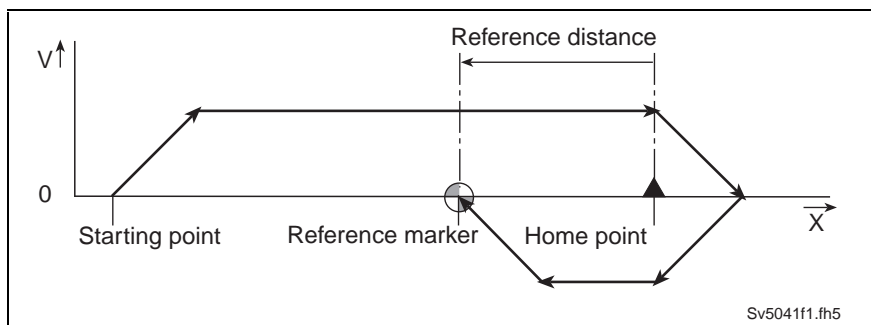 Reference distance
V
0
Starting point
Reference marker
Home point
X
Sv5041f1.fh5